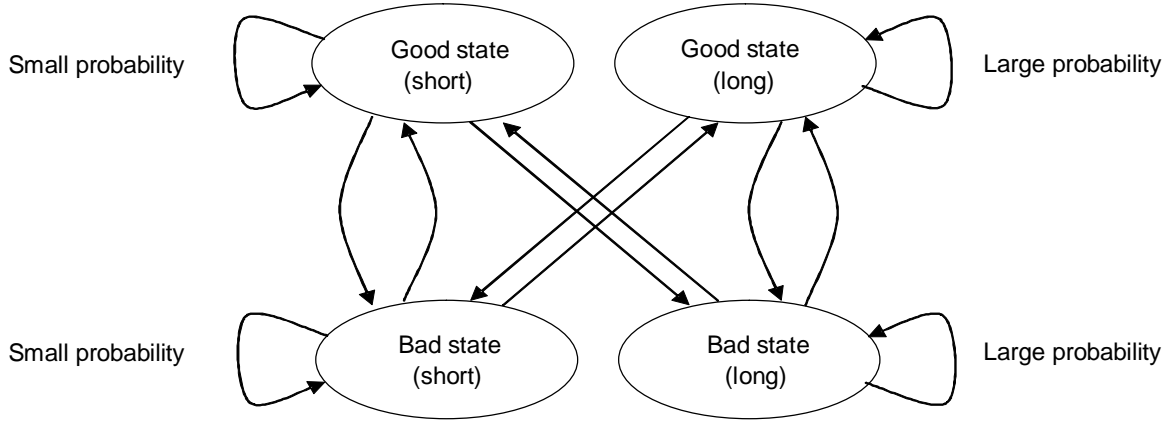 Small probability
Good state
(short)
Good state
(long)
Large probability
Small probability
Bad state
(short)
Bad state
(long)
Large probability